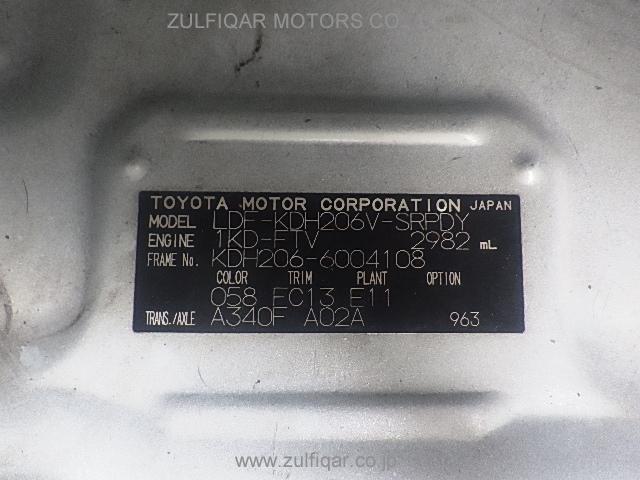 ZULFIQAR MOTORS CO.,LTD.
TOYOTA MOTOR CORPORATION JAPAN
MODEL LDF-KDH206V-SRPDY
ENGINE 1KD-FTV 2982 mL
FRAME No. KDH206-6004108
COLOR TRIM PLANT OPTION
058 FC13 E11
TRANS./AXLE A340F A02A 963
www.zulfiqar.co.jp